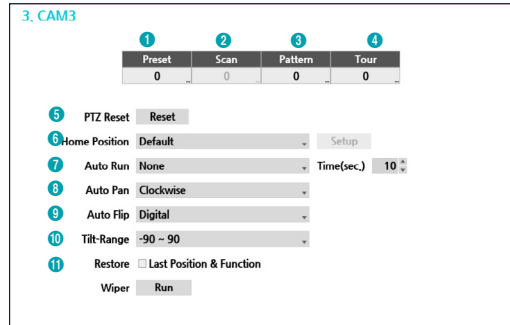 3. CAM3
1 2 3 4
Preset Scan Pattern Tour
0 ... 0 ... 0 ... 0 ...
5 PTZ Reset Reset
6 Home Position Default Setup
7 Auto Run None Time(sec.) 10
8 Auto Pan Clockwise
9 Auto Flip Digital
10 Tilt-Range -90 ~ 90
11 Restore Last Position & Function
Wiper Run